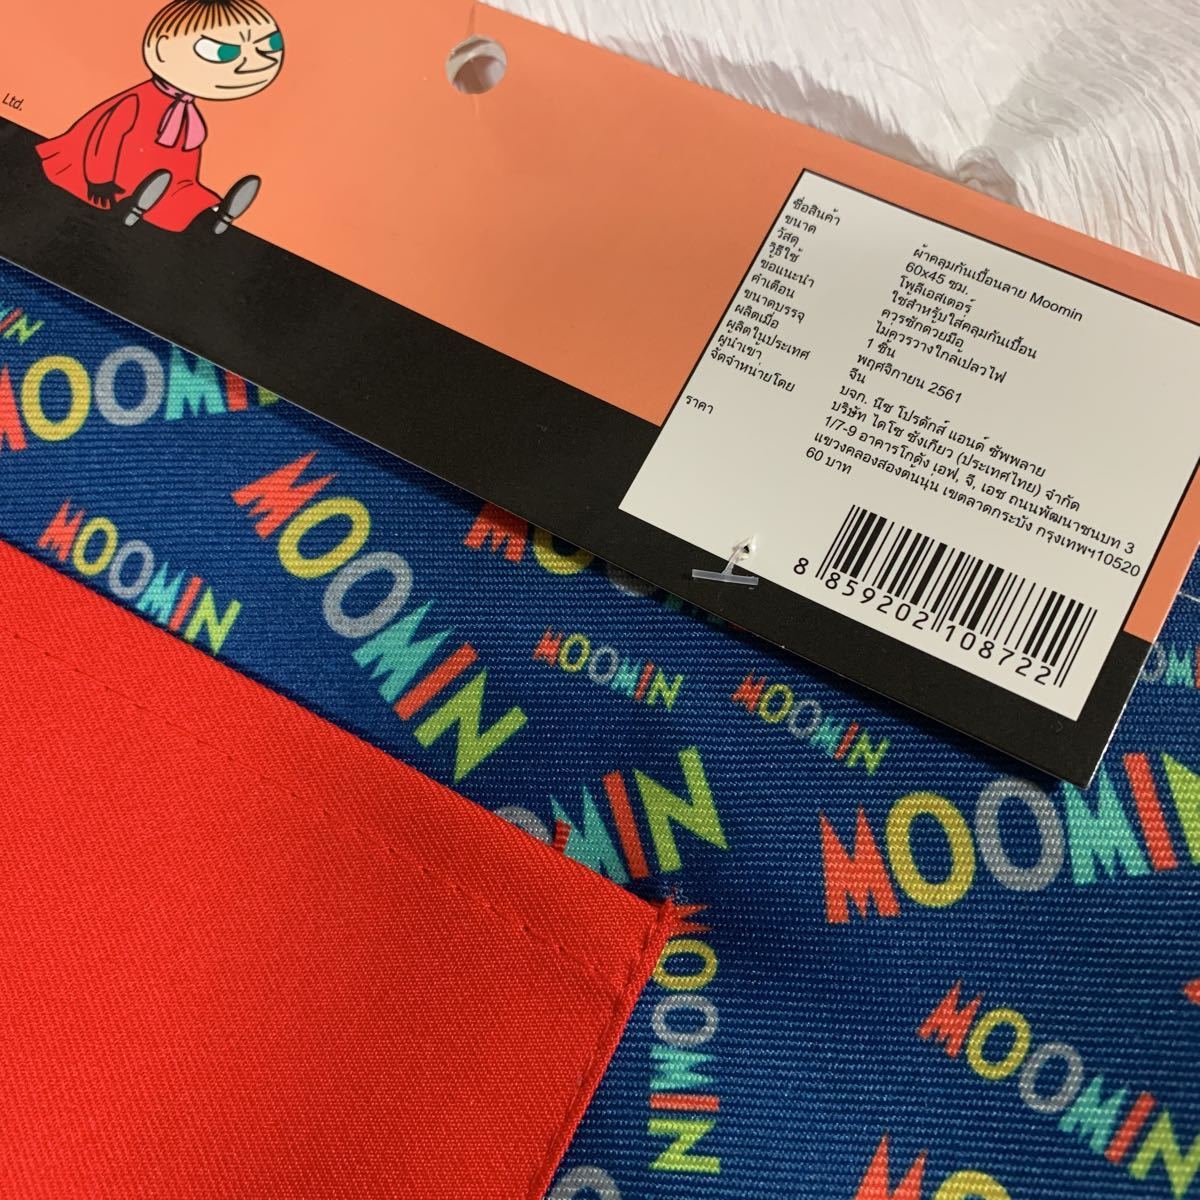 Ltd.
ชื่อสินค้า ผ้าคลุมกันเปื้อนลาย Moomin
ขนาด 60x45 ซม.
วัสดุ โพลีเอสเตอร์
วิธีใช้ ใช้สำหรับใส่คลุมกันเปื้อน
ข้อแนะนำ ควรซักด้วยมือ
คำเตือน ไม่ควรวางใกล้เปลวไฟ
ขนาดบรรจุ 1 ชิ้น
ผลิตเมื่อ พฤศจิกายน 2561
ผลิตในประเทศ จีน
ผู้นำเข้า บจก. นีช โปรดักส์ แอนด์ ซัพพลาย
จัดจำหน่ายโดย บริษัท ไดโซ ซังเกียว (ประเทศไทย) จำกัด
1/7-9 อาคารโกดัง เอฟ, จี, เอช ถนนพัฒนาชนบท 3
แขวงคลองสองต้นนุ่น เขตลาดกระบัง กรุงเทพฯ10520
ราคา 60 บาท
8 859202 108722
MOOMIN
MOOMIN
MOOMIN
MOOMIN
MOOMIN
MOOMIN
MOOMIN
MOOMIN